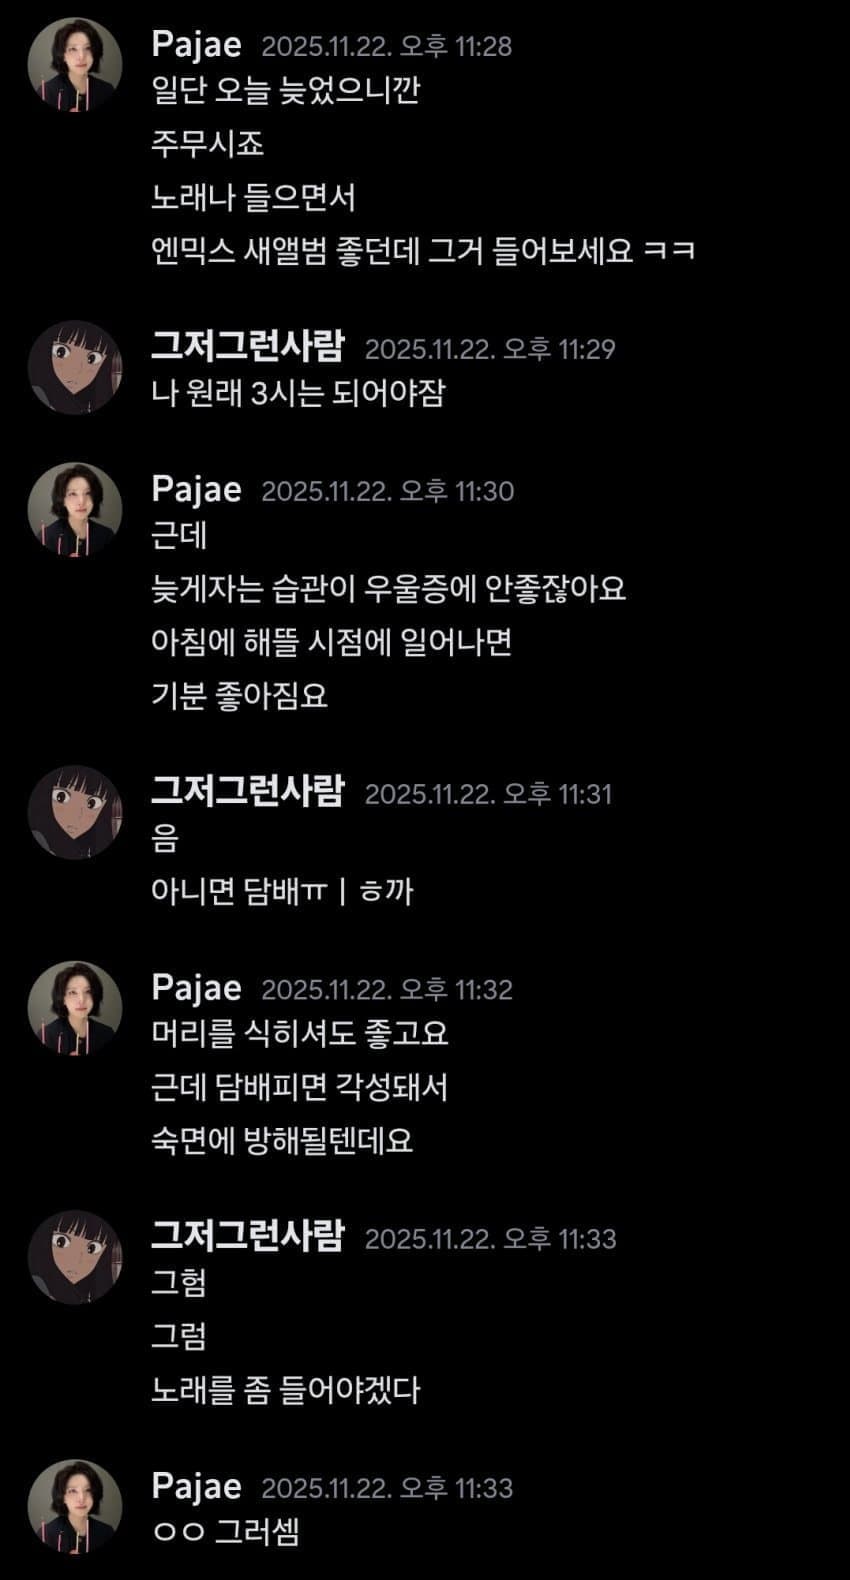 Pajae 2025.11.22. 오후 11:28
일단 오늘 늦었으니깐
주무시죠
노래나 들으면서
엔믹스 새앨범 좋던데 그거 들어보세요 ㅋㅋ
그저그런사람 2025.11.22. 오후 11:29
나 원래 3시는 되어야잠
Pajae 2025.11.22. 오후 11:30
근데
늦게자는 습관이 우울증에 안좋잖아요
아침에 해뜰 시점에 일어나면
기분 좋아짐요
그저그런사람 2025.11.22. 오후 11:31
음
아니면 담배ㅠㅣㅎ까
Pajae 2025.11.22. 오후 11:32
머리를 식히셔도 좋고요
근데 담배피면 각성돼서
숙면에 방해될텐데요
그저그런사람 2025.11.22. 오후 11:33
그험
그럼
노래를 좀 들어야겠다
Pajae 2025.11.22. 오후 11:33
ㅇㅇ 그러셈